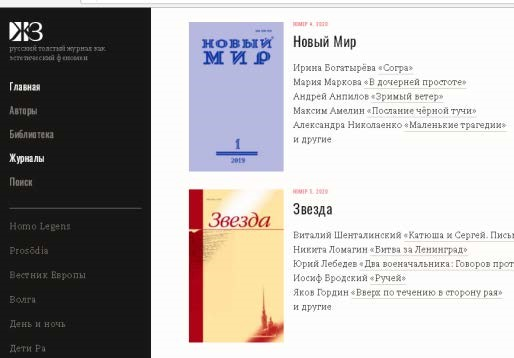 ЖЗ
русский толстый журнал как
эстетический феномен
Главная
Авторы
Библиотека
Журналы
Поиск
Homo Legens
Prosōdia
Вестник Европы
Волга
День и ночь
Дети Ра
НОВЫЙ
МИР
1
2019
НОМЕР 4, 2020
Новый Мир
Ирина Богатырёва «Согра»
Мария Маркова «В дочерней простоте»
Андрей Анпилов «Зримый ветер»
Максим Амелин «Послание чёрной тучи»
Александра Николаенко «Маленькие трагедии»
и другие
Звезда
НОМЕР 5, 2020
Звезда
Виталий Шенталинский «Катюша и Сергей. Пись
Никита Ломагин «Битва за Ленинград»
Юрий Лебедев «Два военачальника: Говоров прот
Иосиф Бродский «Ручей»
Яков Гордин «Вверх по течению в сторону рая»
и другие